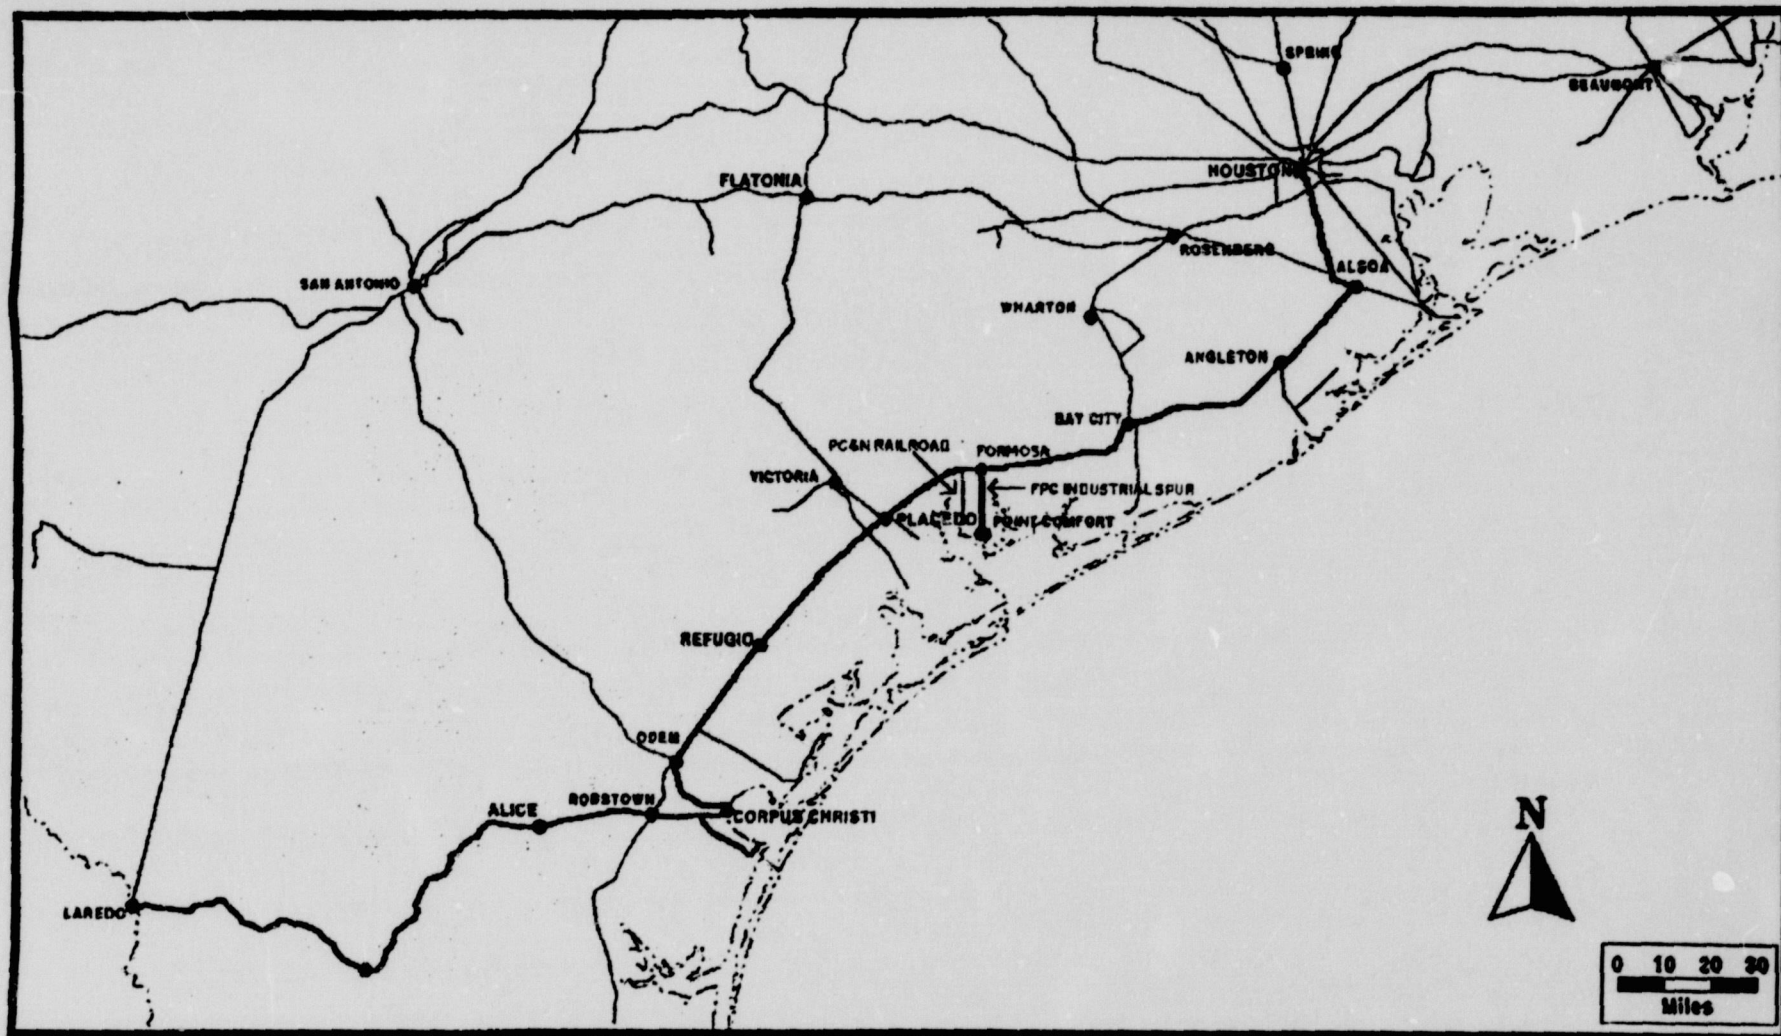 SPRING
BEAUMONT
HOUSTON
FLATONIA
ROSENBERG
ALGOA
SAN ANTONIO
WHARTON
ANGLETON
BAY CITY
PC&N RAILROAD
FORMOSA
VICTORIA
FPC INDUSTRIAL SPUR
PLACEDO
POINT COMFORT
REFUGIO
ODEM
ROBSTOWN
ALICE
CORPUS CHRISTI
N
LAREDO
0 10 20 30
Miles